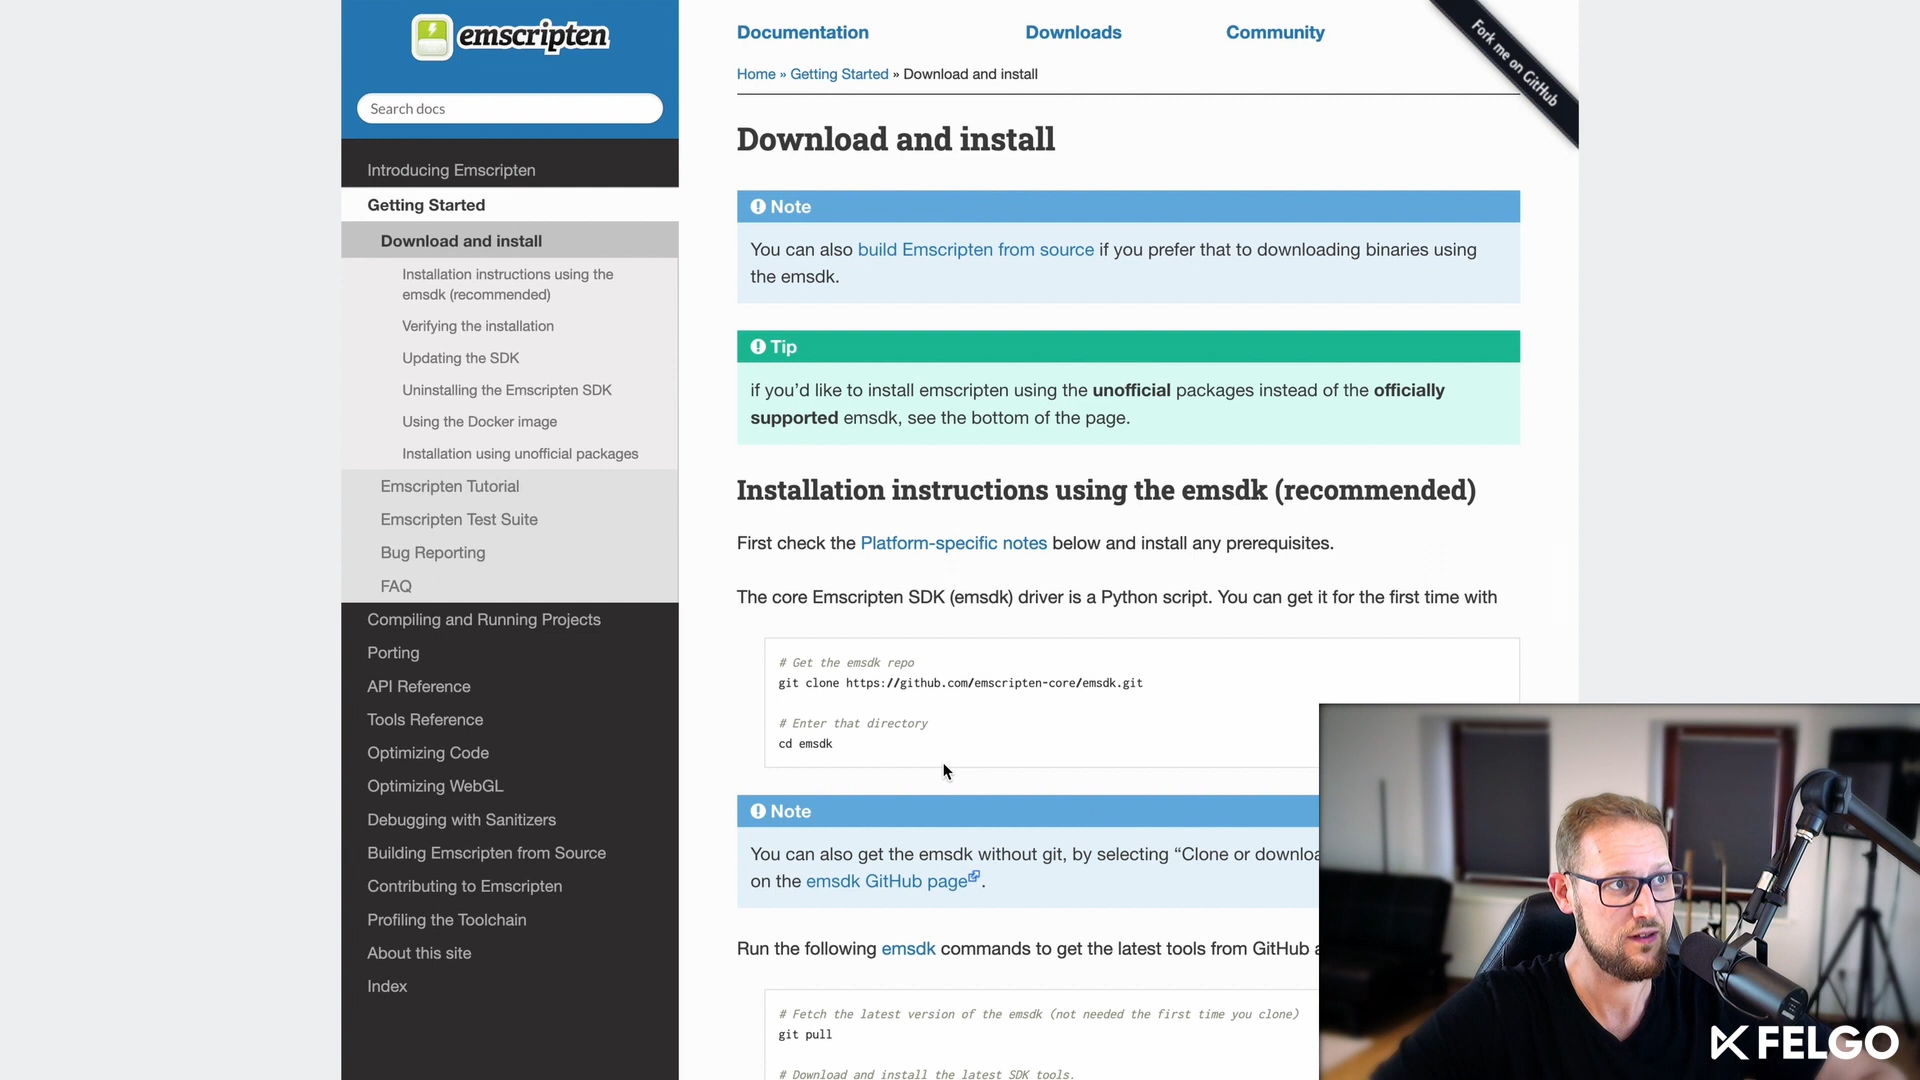 emscripten
Search docs
Introducing Emscripten
Getting Started
Download and install
Installation instructions using the
emsdk (recommended)
Verifying the installation
Updating the SDK
Uninstalling the Emscripten SDK
Using the Docker image
Installation using unofficial packages
Emscripten Tutorial
Emscripten Test Suite
Bug Reporting
FAQ
Compiling and Running Projects
Porting
API Reference
Tools Reference
Optimizing Code
Optimizing WebGL
Debugging with Sanitizers
Building Emscripten from Source
Contributing to Emscripten
Profiling the Toolchain
About this site
Index
Documentation Downloads Community
Fork me on GitHub
Home » Getting Started » Download and install
Download and install
Note
You can also build Emscripten from source if you prefer that to downloading binaries using
the emsdk.
Tip
if you’d like to install emscripten using the unofficial packages instead of the officially
supported emsdk, see the bottom of the page.
Installation instructions using the emsdk (recommended)
First check the Platform-specific notes below and install any prerequisites.
The core Emscripten SDK (emsdk) driver is a Python script. You can get it for the first time with
# Get the emsdk repo
git clone https://github.com/emscripten-core/emsdk.git
# Enter that directory
cd emsdk
Note
You can also get the emsdk without git, by selecting “Clone or downloa
on the emsdk GitHub page.
Run the following emsdk commands to get the latest tools from GitHub a
# Fetch the latest version of the emsdk (not needed the first time you clone)
git pull
# Download and install the latest SDK tools.
FELGO